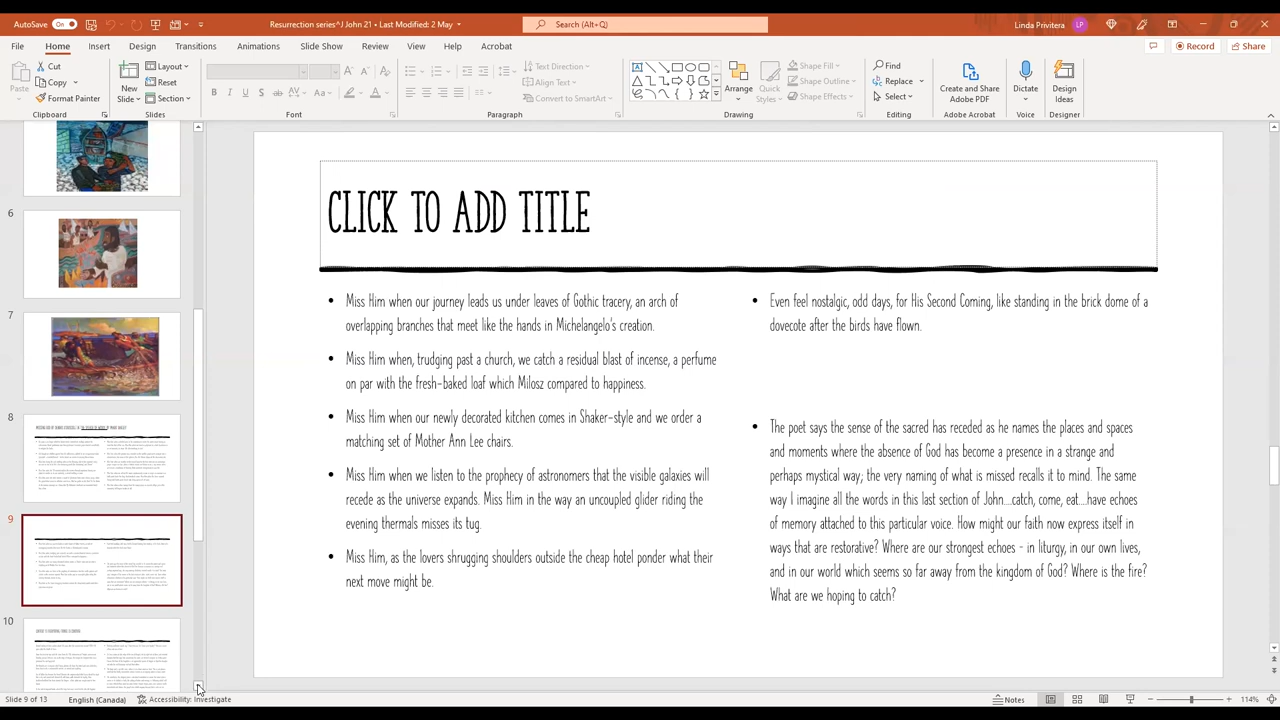 AutoSave On Resurrection series^J John 21 • Last Modified: 2 May Search (Alt+Q) Linda Privitera LP
File Home Insert Design Transitions Animations Slide Show Review View Help Acrobat Record Share
Paste Cut Copy Format Painter Clipboard
New Slide Layout Reset Section Slides
B I U S ab AV Aa A Font
Text Direction Align Text Convert to SmartArt Paragraph
Arrange Quick Styles Shape Fill Shape Outline Shape Effects Drawing
Find Replace Select Editing
Create and Share Adobe PDF Adobe Acrobat
Dictate Voice
Design Ideas Designer
6
7
8
9
10
CLICK TO ADD TITLE
• Miss Him when our journey leads us under leaves of Gothic tracery, an arch of
overlapping branches that meet like the hands in Michelangelo's creation.
• Miss Him when, trudging past a church, we catch a residual blast of incense, a perfume
on par with the fresh-baked loaf which Milosz compared to happiness.
• Miss Him when our newly decorated kitchen comes in Shaker-style and we order a
matching set of Mother Ann Lee chairs.
• Miss Him when we listen to the prophecy of astronomers that the visible galaxies will
recede as the universe expands. Miss Him in the way an uncoupled glider riding the
evening thermals misses its tug.
• Miss Him, as the lovers shrugging shoulders outside the cheap hotel ponder what their
next move might be.
• Even feel nostalgic, odd days, for His Second Coming, like standing in the brick dome of a
dovecote after the birds have flown.
• The poet says the sense of the sacred has receded as he names the places and spaces
and moments where the absence of God has become a presence in a strange and
perhaps prayerful way; the very naming of what is missed recalls it to mind. The same
way I imagine all the words in this last section of John...catch, come, eat...have echoes
of memory attached to this particular voice. How might our faith now express itself in
ways that are restorative? Where are the strongest echoes - in liturgy, in our own lives,
in a world which seems so far away from the kingdom of God? Where is the fire?
What are we hoping to catch?
Slide 9 of 13 English (Canada) Accessibility: Investigate Notes 114%